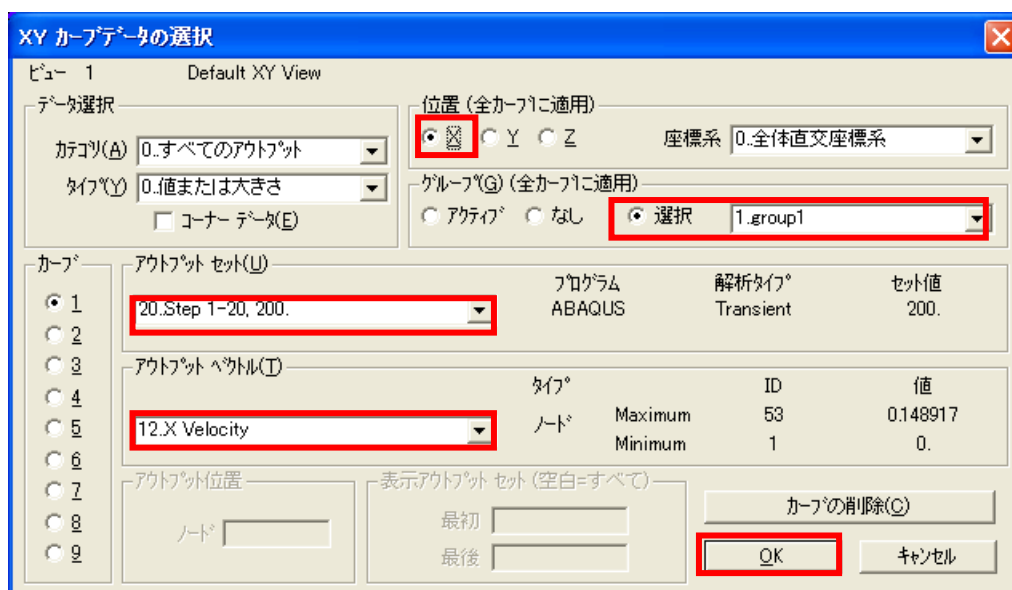 XY カーブデータの選択
ビュー 1 Default XY View
データ選択
カテゴリ(A) 0..すべてのアウトプット
タイプ(Y) 0..値または大きさ
コーナー データ(E)
位置 (全カーブに適用)
X Y Z 座標系 0..全体直交座標系
グループ(G) (全カーブに適用)
アクティブ なし 選択 1..group1
カーブ
1
2
3
4
5
6
7
8
9
アウトプット セット(U)
20..Step 1-20, 200.
プログラム 解析タイプ セット値
ABAQUS Transient 200.
アウトプット ベクトル(T)
12..X Velocity
タイプ ID 値
ノード Maximum 53 0.148917
Minimum 1 0.
アウトプット位置
ノード
表示アウトプット セット (空白=すべて)
最初
最後
カーブの削除(C)
OK キャンセル